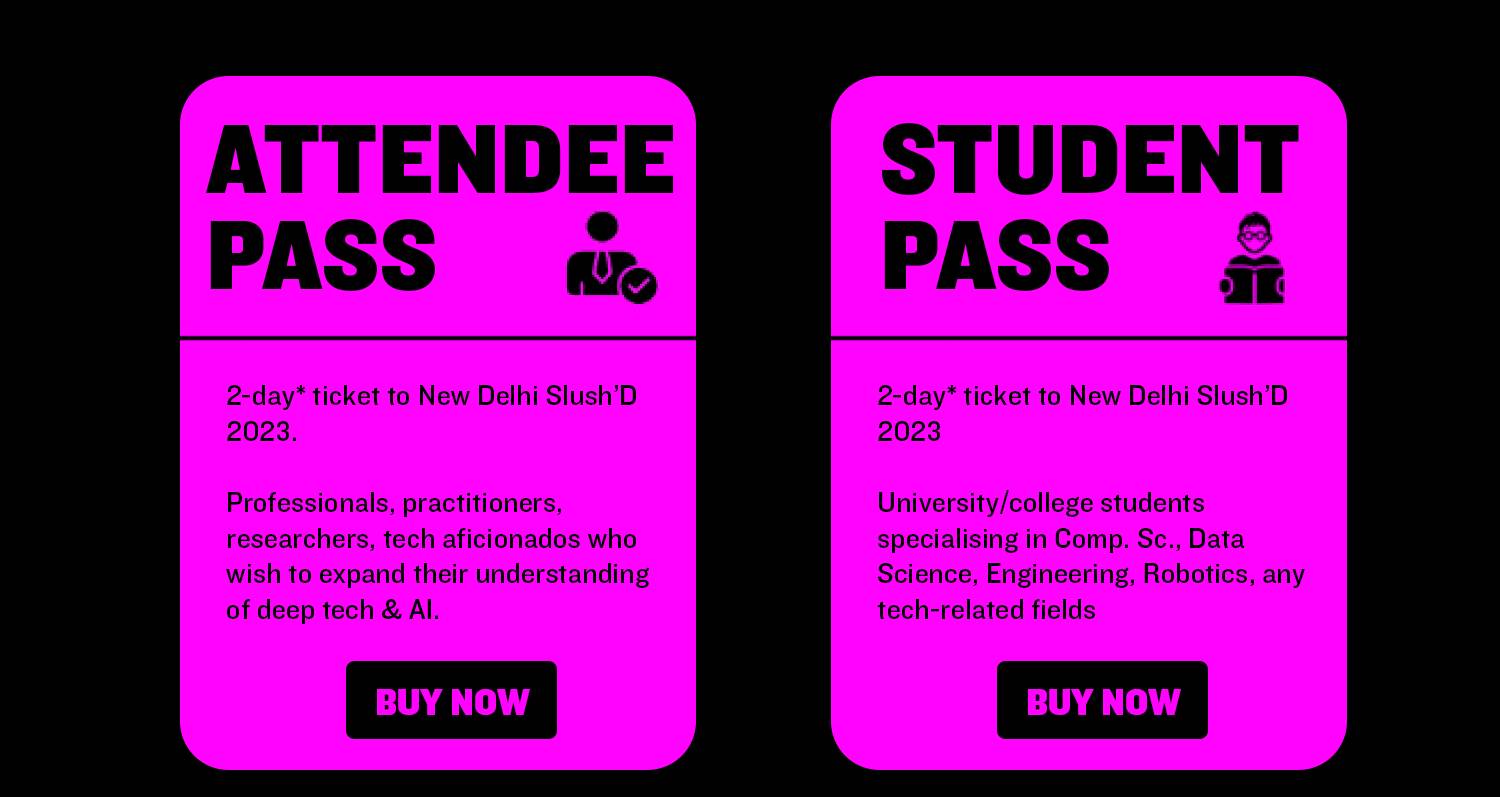 ATTENDEE
PASS
2-day* ticket to New Delhi Slush’D
2023.
Professionals, practitioners,
researchers, tech aficionados who
wish to expand their understanding
of deep tech & AI.
BUY NOW
STUDENT
PASS
2-day* ticket to New Delhi Slush’D
2023
University/college students
specialising in Comp. Sc., Data
Science, Engineering, Robotics, any
tech-related fields
BUY NOW